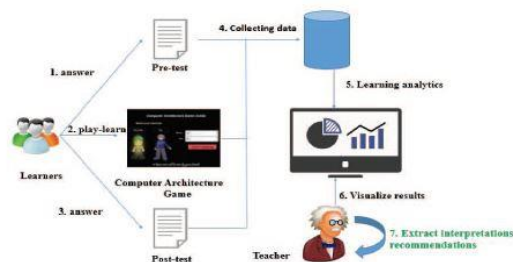 4. Collecting data
1. answer
Pre-test
5. Learning analytics
2. play-learn
Learners
Computer Architecture
Game
6. Visualize results
3. answer
7. Extract interpretations
recommendations
Teacher
Post-test